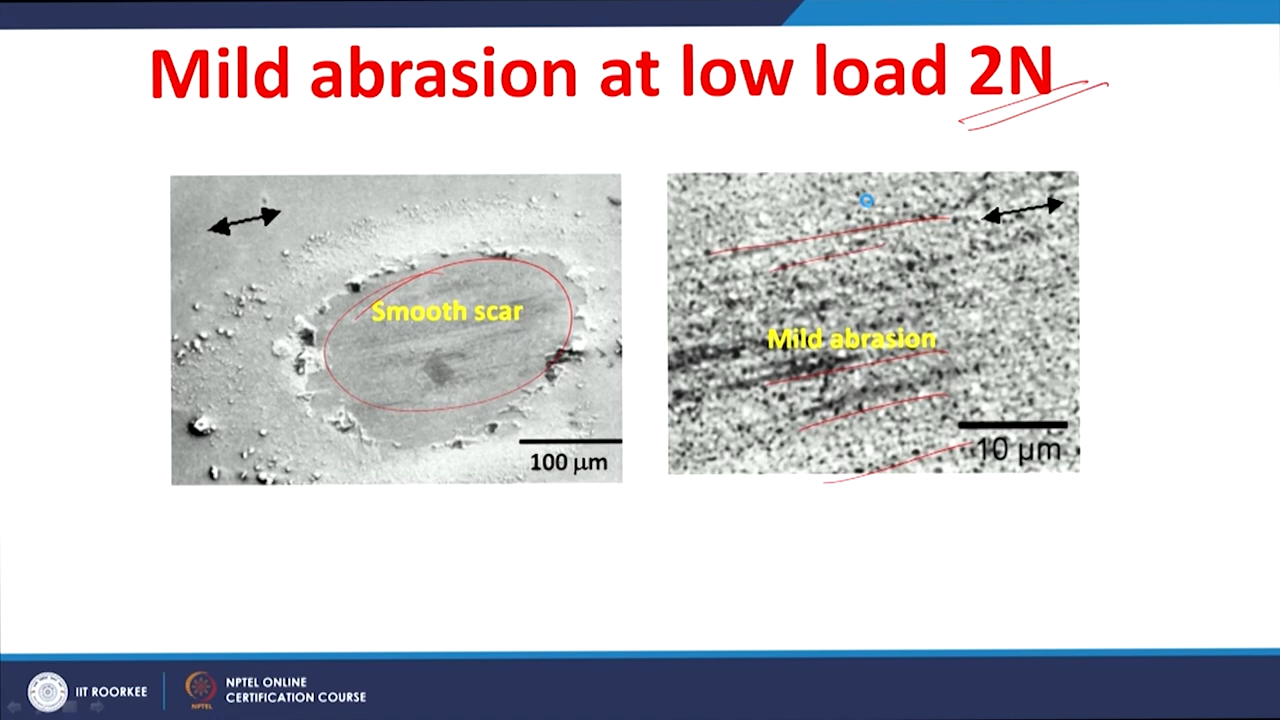 Mild abrasion at low load 2N
Smooth scar
100 μm
Mild abrasion
10 μm
IIT ROORKEE
NPTEL
NPTEL ONLINE
CERTIFICATION COURSE